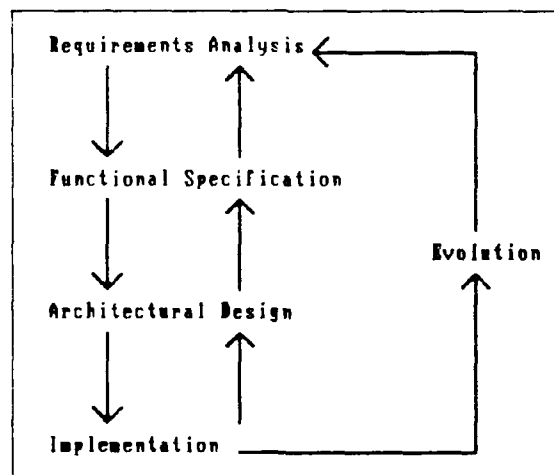 Requirements Analysis
Functional Specification
Evolution
Architectural Design
Implementation